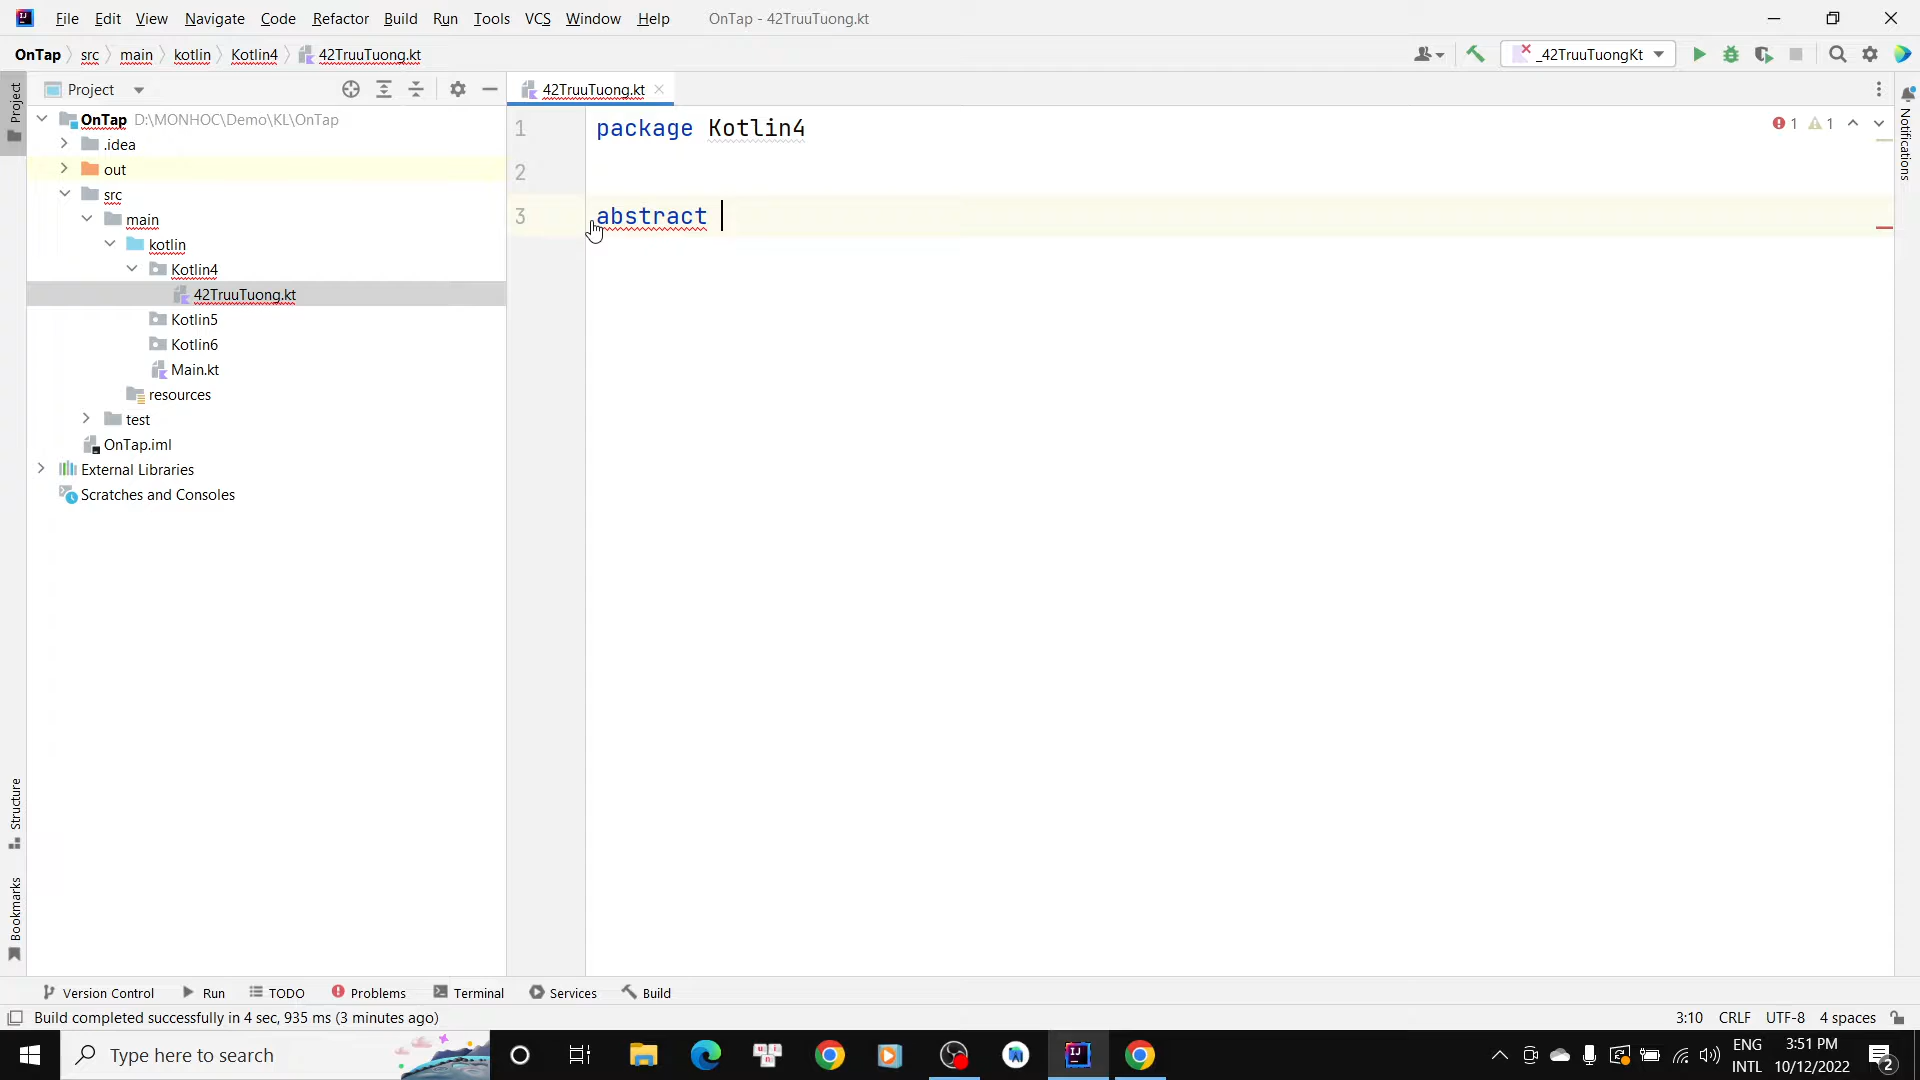 File Edit View Navigate Code Refactor Build Run Tools VCS Window Help OnTap - 42TruuTuong.kt
OnTap src main kotlin Kotlin4 42TruuTuong.kt _42TruuTuongKt
Project
Project
42TruuTuong.kt
Notifications
OnTap D:\MONHOC\Demo\KL\OnTap
.idea
out
src
main
kotlin
Kotlin4
42TruuTuong.kt
Kotlin5
Kotlin6
Main.kt
resources
test
OnTap.iml
External Libraries
Scratches and Consoles
1 package Kotlin4
1 1
2
3 abstract
Structure
Bookmarks
Version Control Run TODO Problems Terminal Services Build
Build completed successfully in 4 sec, 935 ms (3 minutes ago)
3:10 CRLF UTF-8 4 spaces
Type here to search
ENG
INTL
3:51 PM
10/12/2022
2